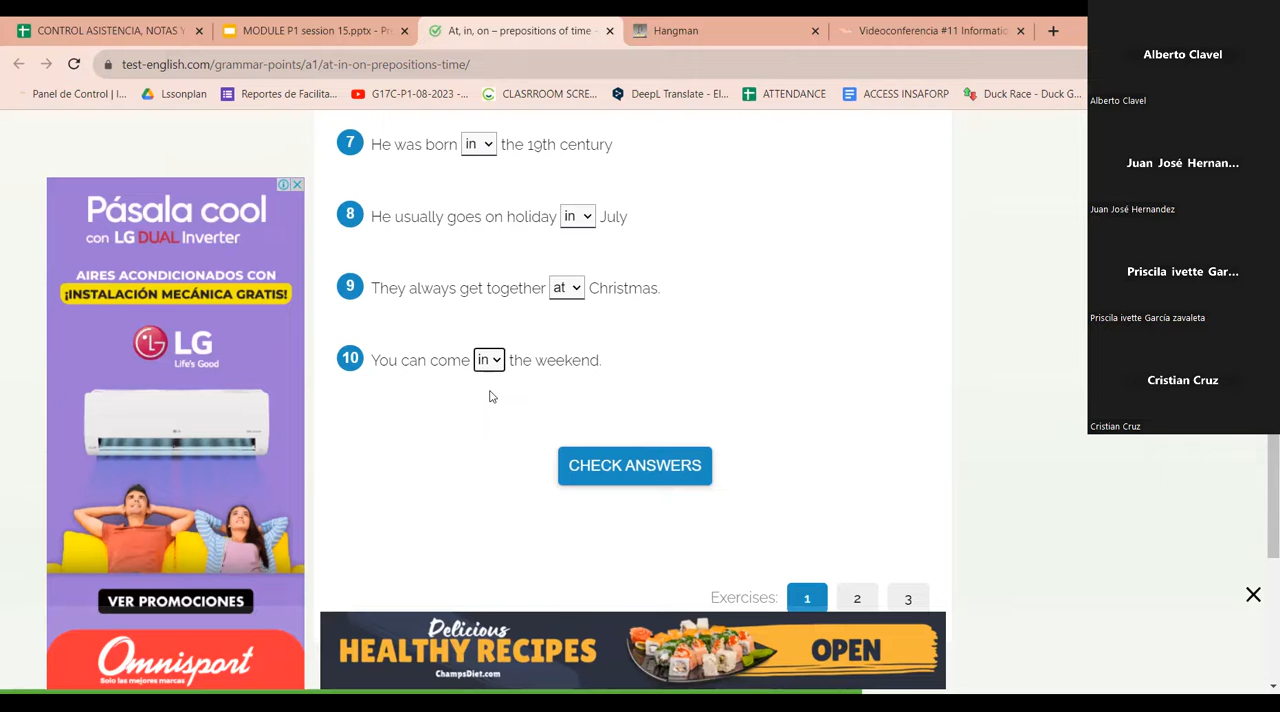 CONTROL ASISTENCIA, NOTAS Y
MODULE P1 session 15.pptx - Pre
At, in, on – prepositions of time -
Hangman
Videoconferencia #11 Informatic
test-english.com/grammar-points/a1/at-in-on-prepositions-time/
Panel de Control | I...
Lssonplan
Reportes de Facilita...
G17C-P1-08-2023 -...
CLASRROOM SCRE...
DeepL Translate - El...
ATTENDANCE
ACCESS INSAFORP
Duck Race - Duck G...
7 He was born in the 19th century
8 He usually goes on holiday in July
9 They always get together at Christmas.
10 You can come in the weekend.
CHECK ANSWERS
Exercises: 1 2 3
Pásala cool
con LG DUAL Inverter
AIRES ACONDICIONADOS CON
¡INSTALACIÓN MECÁNICA GRATIS!
LG
Life's Good
VER PROMOCIONES
Omnisport
Solo las mejores marcas
Delicious
HEALTHY RECIPES
ChampsDiet.com
OPEN
Alberto Clavel
Alberto Clavel
Juan José Hernan...
Juan José Hernandez
Priscila ivette Gar...
Priscila ivette García zavaleta
Cristian Cruz
Cristian Cruz